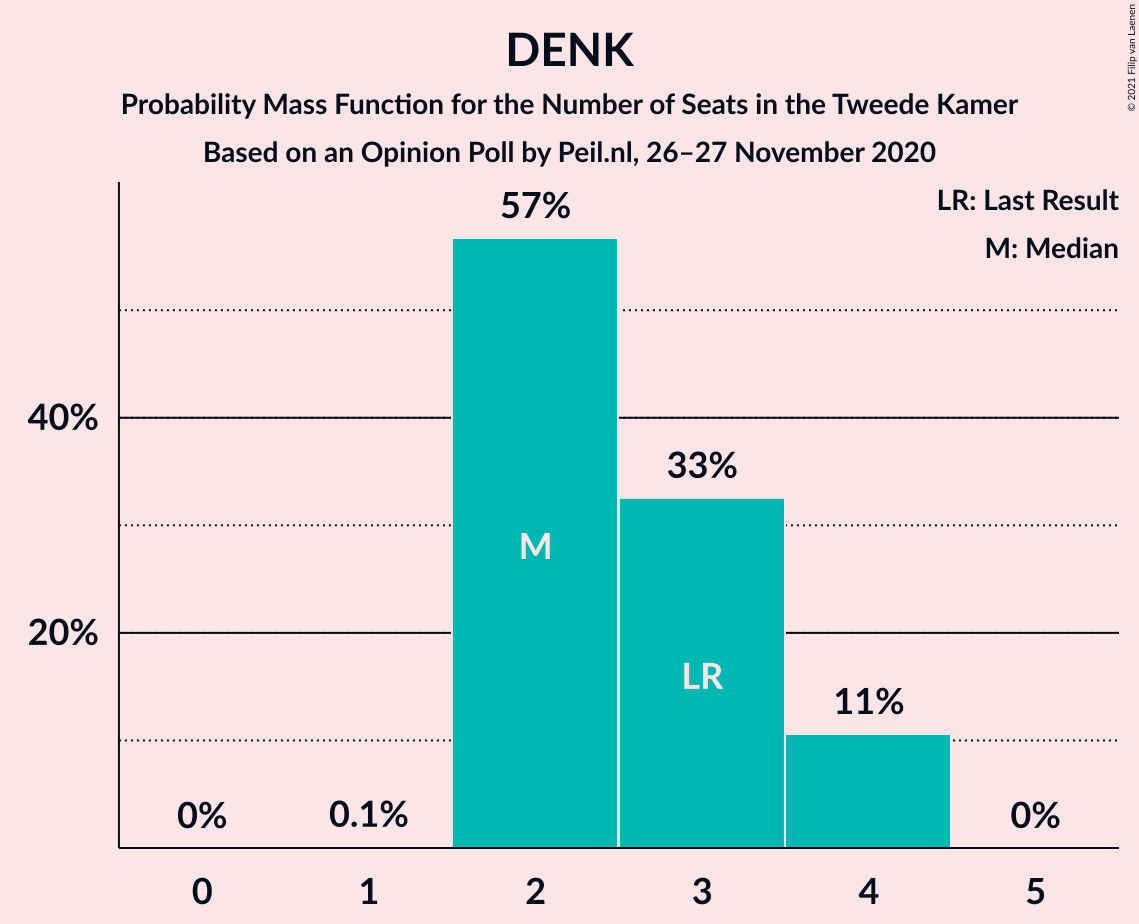 DENK
Probability Mass Function for the Number of Seats in the Tweede Kamer
Based on an Opinion Poll by Peil.nl, 26–27 November 2020
© 2021 Filip van Laenen
LR: Last Result
M: Median
57%
40%
33%
M
20%
LR
11%
0%
0.1%
0%
0 1 2 3 4 5